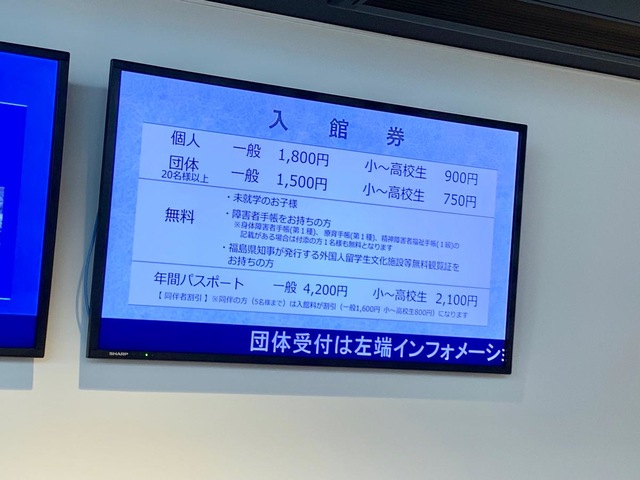 入館券
個人 一般 1,800円 小～高校生 900円
団体 20名様以上 一般 1,500円 小～高校生 750円
無料
・未就学のお子様
・障害者手帳をお持ちの方
※身体障害者手帳(第1種)、療育手帳(第1種)、精神障害者福祉手帳(1級)の
記載がある場合は付添の方1名様も無料となります
・福島県知事が発行する外国人留学生文化施設等無料観覧証を
お持ちの方
年間パスポート 一般 4,200円 小～高校生 2,100円
【同伴者割引】※同伴の方(5名様まで)は入館料が割引(一般1,600円 小～高校生800円)になります
団体受付は左端インフォメーシ
SHARP